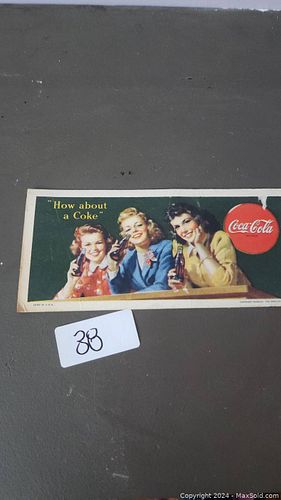 "How about
a Coke"
Coca-Cola
38
Copyright 2024 - MaxSold.com